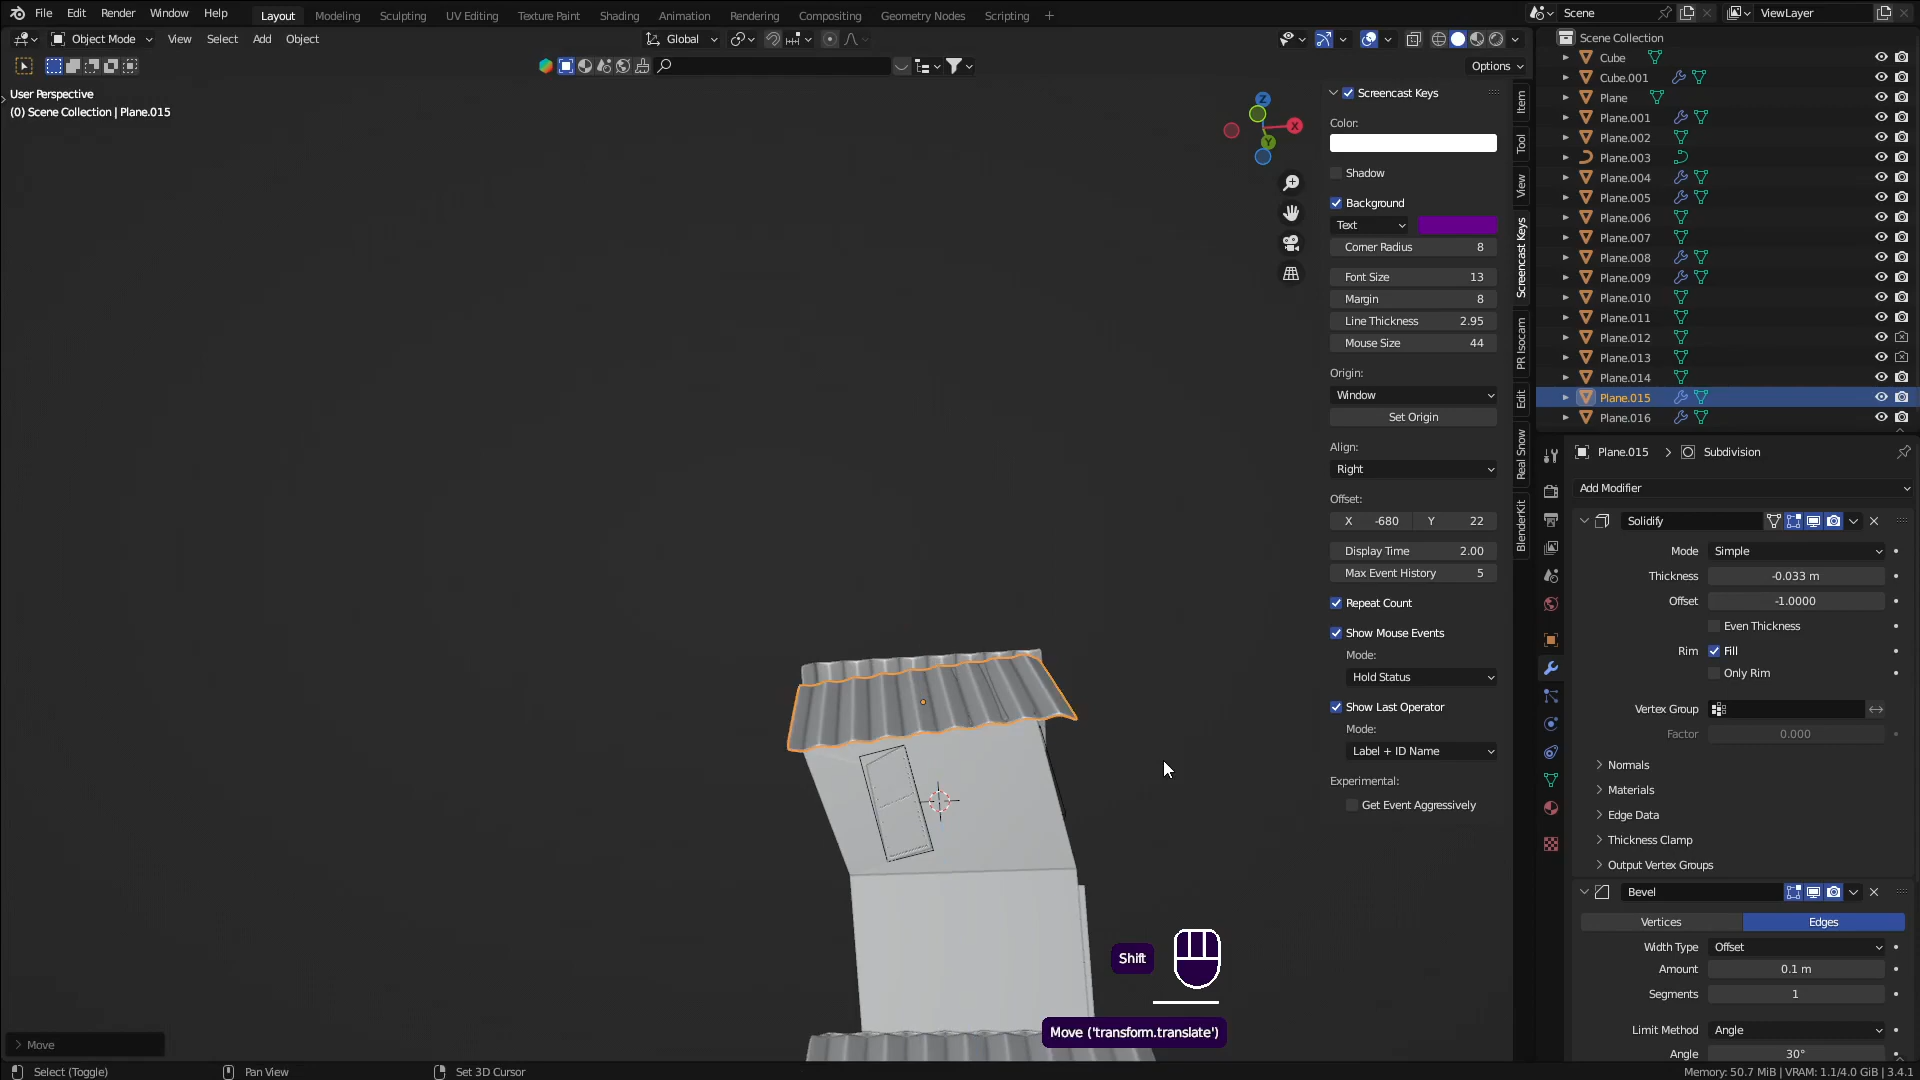 File Edit Render Window Help Layout Modeling Sculpting UV Editing Texture Paint Shading Animation Rendering Compositing Geometry Nodes Scripting + Scene ViewLayer
Object Mode View Select Add Object Global
Options
User Perspective
(0) Scene Collection | Plane.015
Z
X
Y
Screencast Keys
Color:
Shadow
Background
Text
Corner Radius 8
Font Size 13
Margin 8
Line Thickness 2.95
Mouse Size 44
Origin:
Window
Set Origin
Align:
Right
Offset:
X -680 Y 22
Display Time 2.00
Max Event History 5
Repeat Count
Show Mouse Events
Mode:
Hold Status
Show Last Operator
Mode:
Label + ID Name
Experimental:
Get Event Aggressively
Item
Tool
View
Screencast Keys
PR Isocam
Edit
Real Snow
BlenderKit
Scene Collection
Cube
Cube.001
Plane
Plane.001
Plane.002
Plane.003
Plane.004
Plane.005
Plane.006
Plane.007
Plane.008
Plane.009
Plane.010
Plane.011
Plane.012
Plane.013
Plane.014
Plane.015
Plane.016
Plane.015 > Subdivision
Add Modifier
Solidify
Mode Simple
Thickness -0.033 m
Offset -1.0000
Even Thickness
Rim Fill
Only Rim
Vertex Group
Factor 0.000
Normals
Materials
Edge Data
Thickness Clamp
Output Vertex Groups
Bevel
Vertices Edges
Width Type Offset
Amount 0.1 m
Segments 1
Limit Method Angle
Angle 30°
Shift
Move ('transform.translate')
Move
Select (Toggle) Pan View Set 3D Cursor Memory: 50.7 MiB | VRAM: 1.1/4.0 GiB | 3.4.1